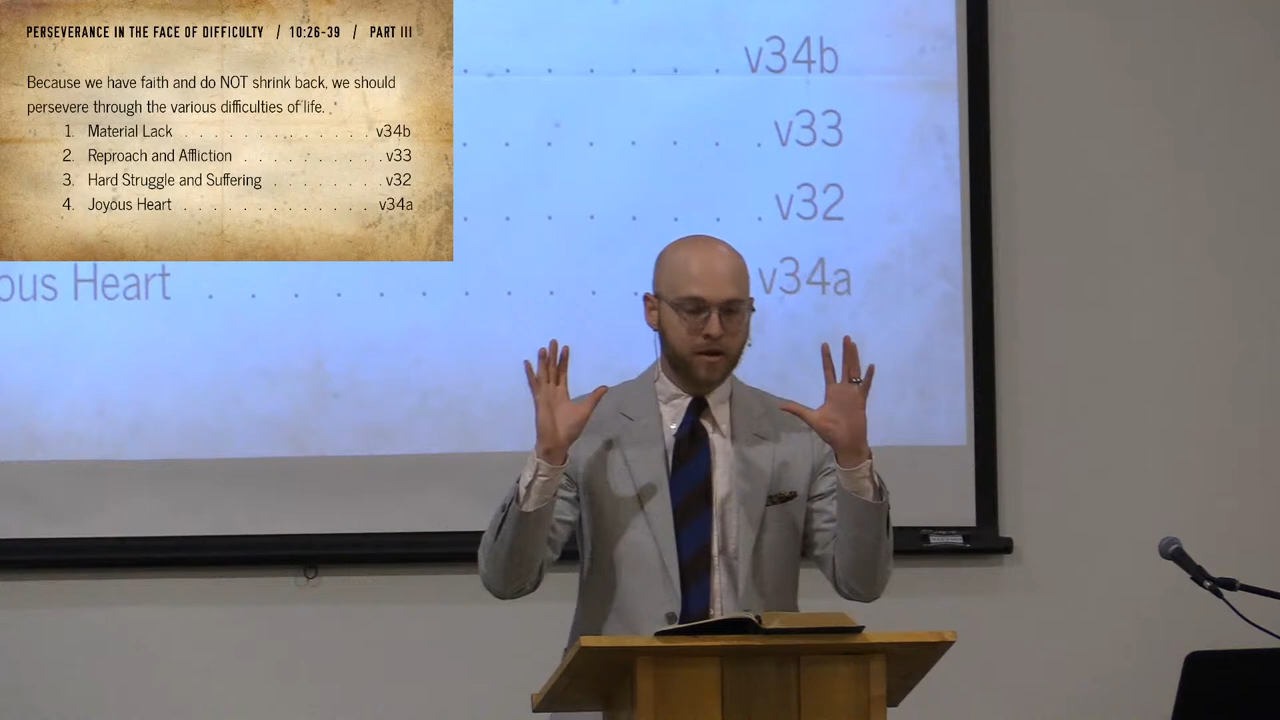 PERSEVERANCE IN THE FACE OF DIFFICULTY / 10:26-39 / PART III
Because we have faith and do NOT shrink back, we should
persevere through the various difficulties of life.
1. Material Lack . . . . . . . . . . . . . v34b
2. Reproach and Affliction . . . . . . . . . v33
3. Hard Struggle and Suffering . . . . . . . v32
4. Joyous Heart . . . . . . . . . . . . . v34a
. . . . . . . v34b
. . . . . . . . . v33
. . . . . . . . . v32
ous Heart . . . . . . . . . . . v34a